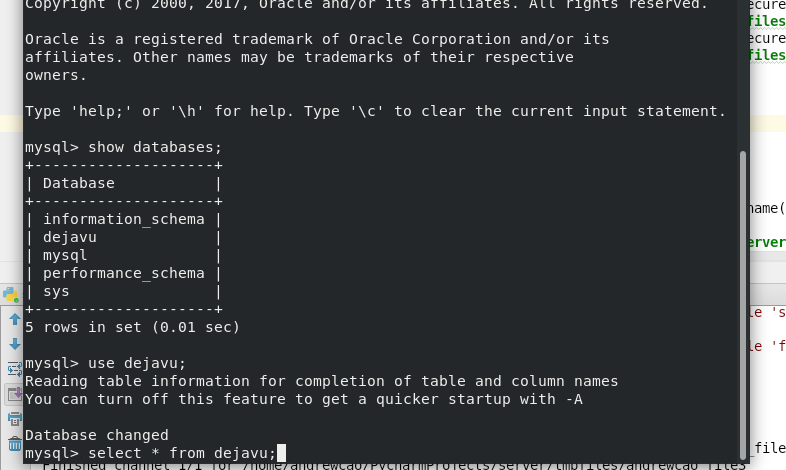 Copyright (c) 2000, 2017, Oracle and/or its affiliates. All rights reserved.
Oracle is a registered trademark of Oracle Corporation and/or its
affiliates. Other names may be trademarks of their respective
owners.
Type 'help;' or '\h' for help. Type '\c' to clear the current input statement.
mysql> show databases;
+--------------------+
| Database           |
+--------------------+
| information_schema |
| dejavu             |
| mysql              |
| performance_schema |
| sys                |
+--------------------+
5 rows in set (0.01 sec)
mysql> use dejavu;
Reading table information for completion of table and column names
You can turn off this feature to get a quicker startup with -A
Database changed
mysql> select * from dejavu;
Finished channel 1/1 for /home/andrewcao/PycharmProjects/server/tmpfiles/andrewcao_file3
ecure
files
ecure
files
name(
erver
le 's
le 'f
_file